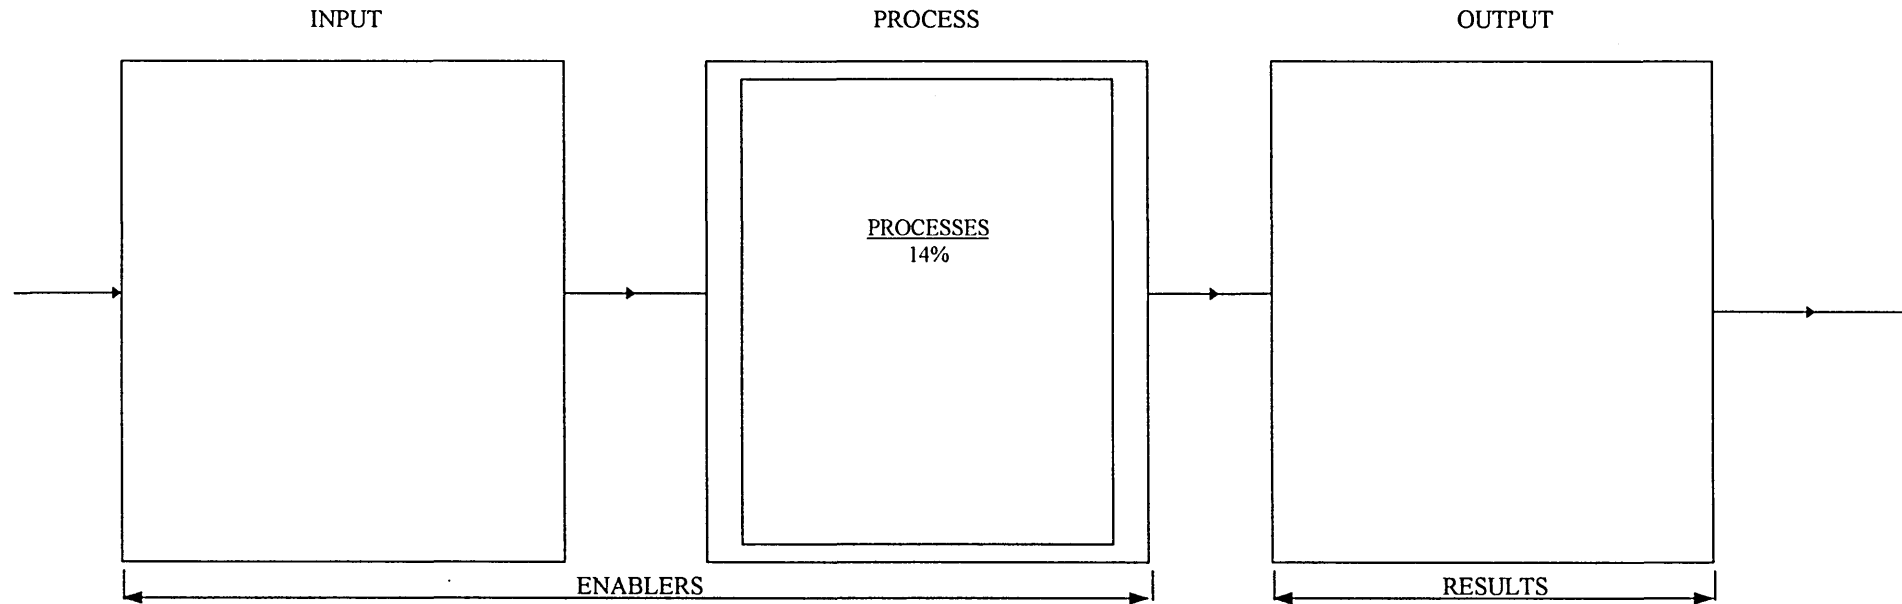 INPUT
PROCESS
OUTPUT
PROCESSES
14%
ENABLERS
RESULTS